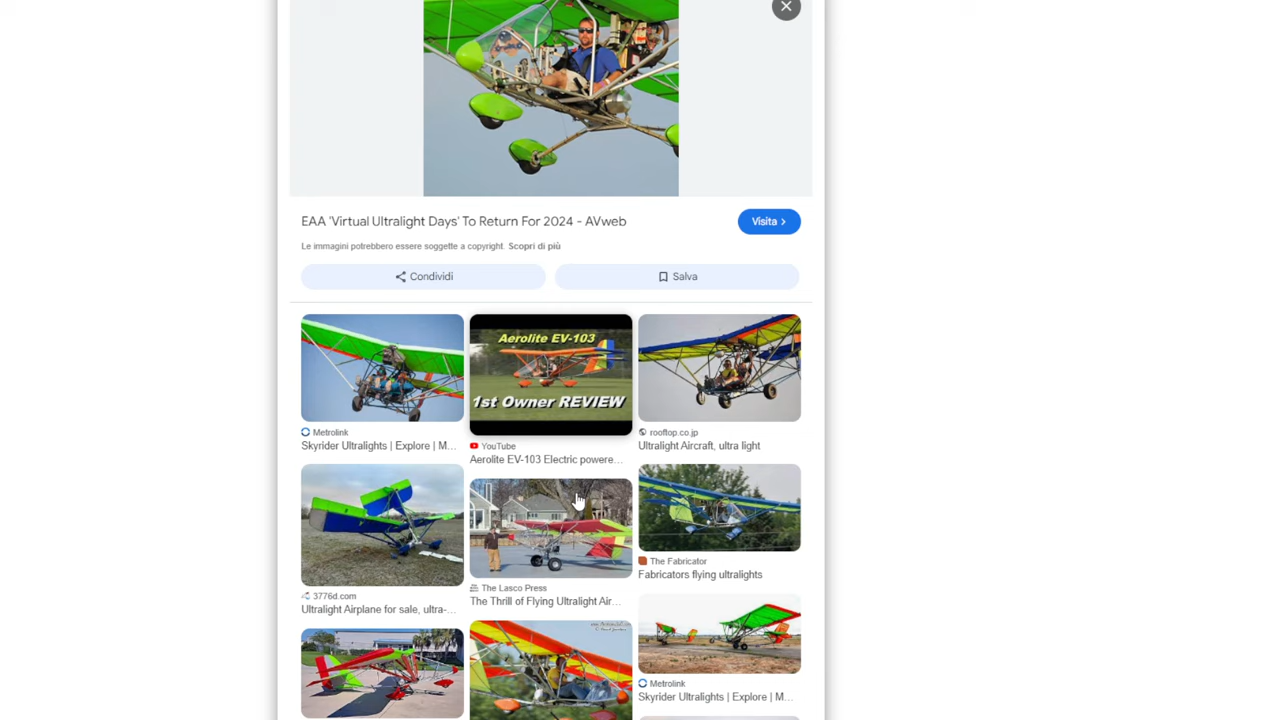 EAA 'Virtual Ultralight Days' To Return For 2024 - AVweb
Visita >
Le immagini potrebbero essere soggette a copyright. Scopri di più
Condividi
Salva
Aerolite EV-103
1st Owner REVIEW
Metrolink
Skyrider Ultralights | Explore | M...
YouTube
Aerolite EV-103 Electric powere...
rooftop.co.jp
Ultralight Aircraft, ultra light
3776d.com
Ultralight Airplane for sale, ultra-...
The Lasco Press
The Thrill of Flying Ultralight Air...
The Fabricator
Fabricators flying ultralights
Metrolink
Skyrider Ultralights | Explore | M...